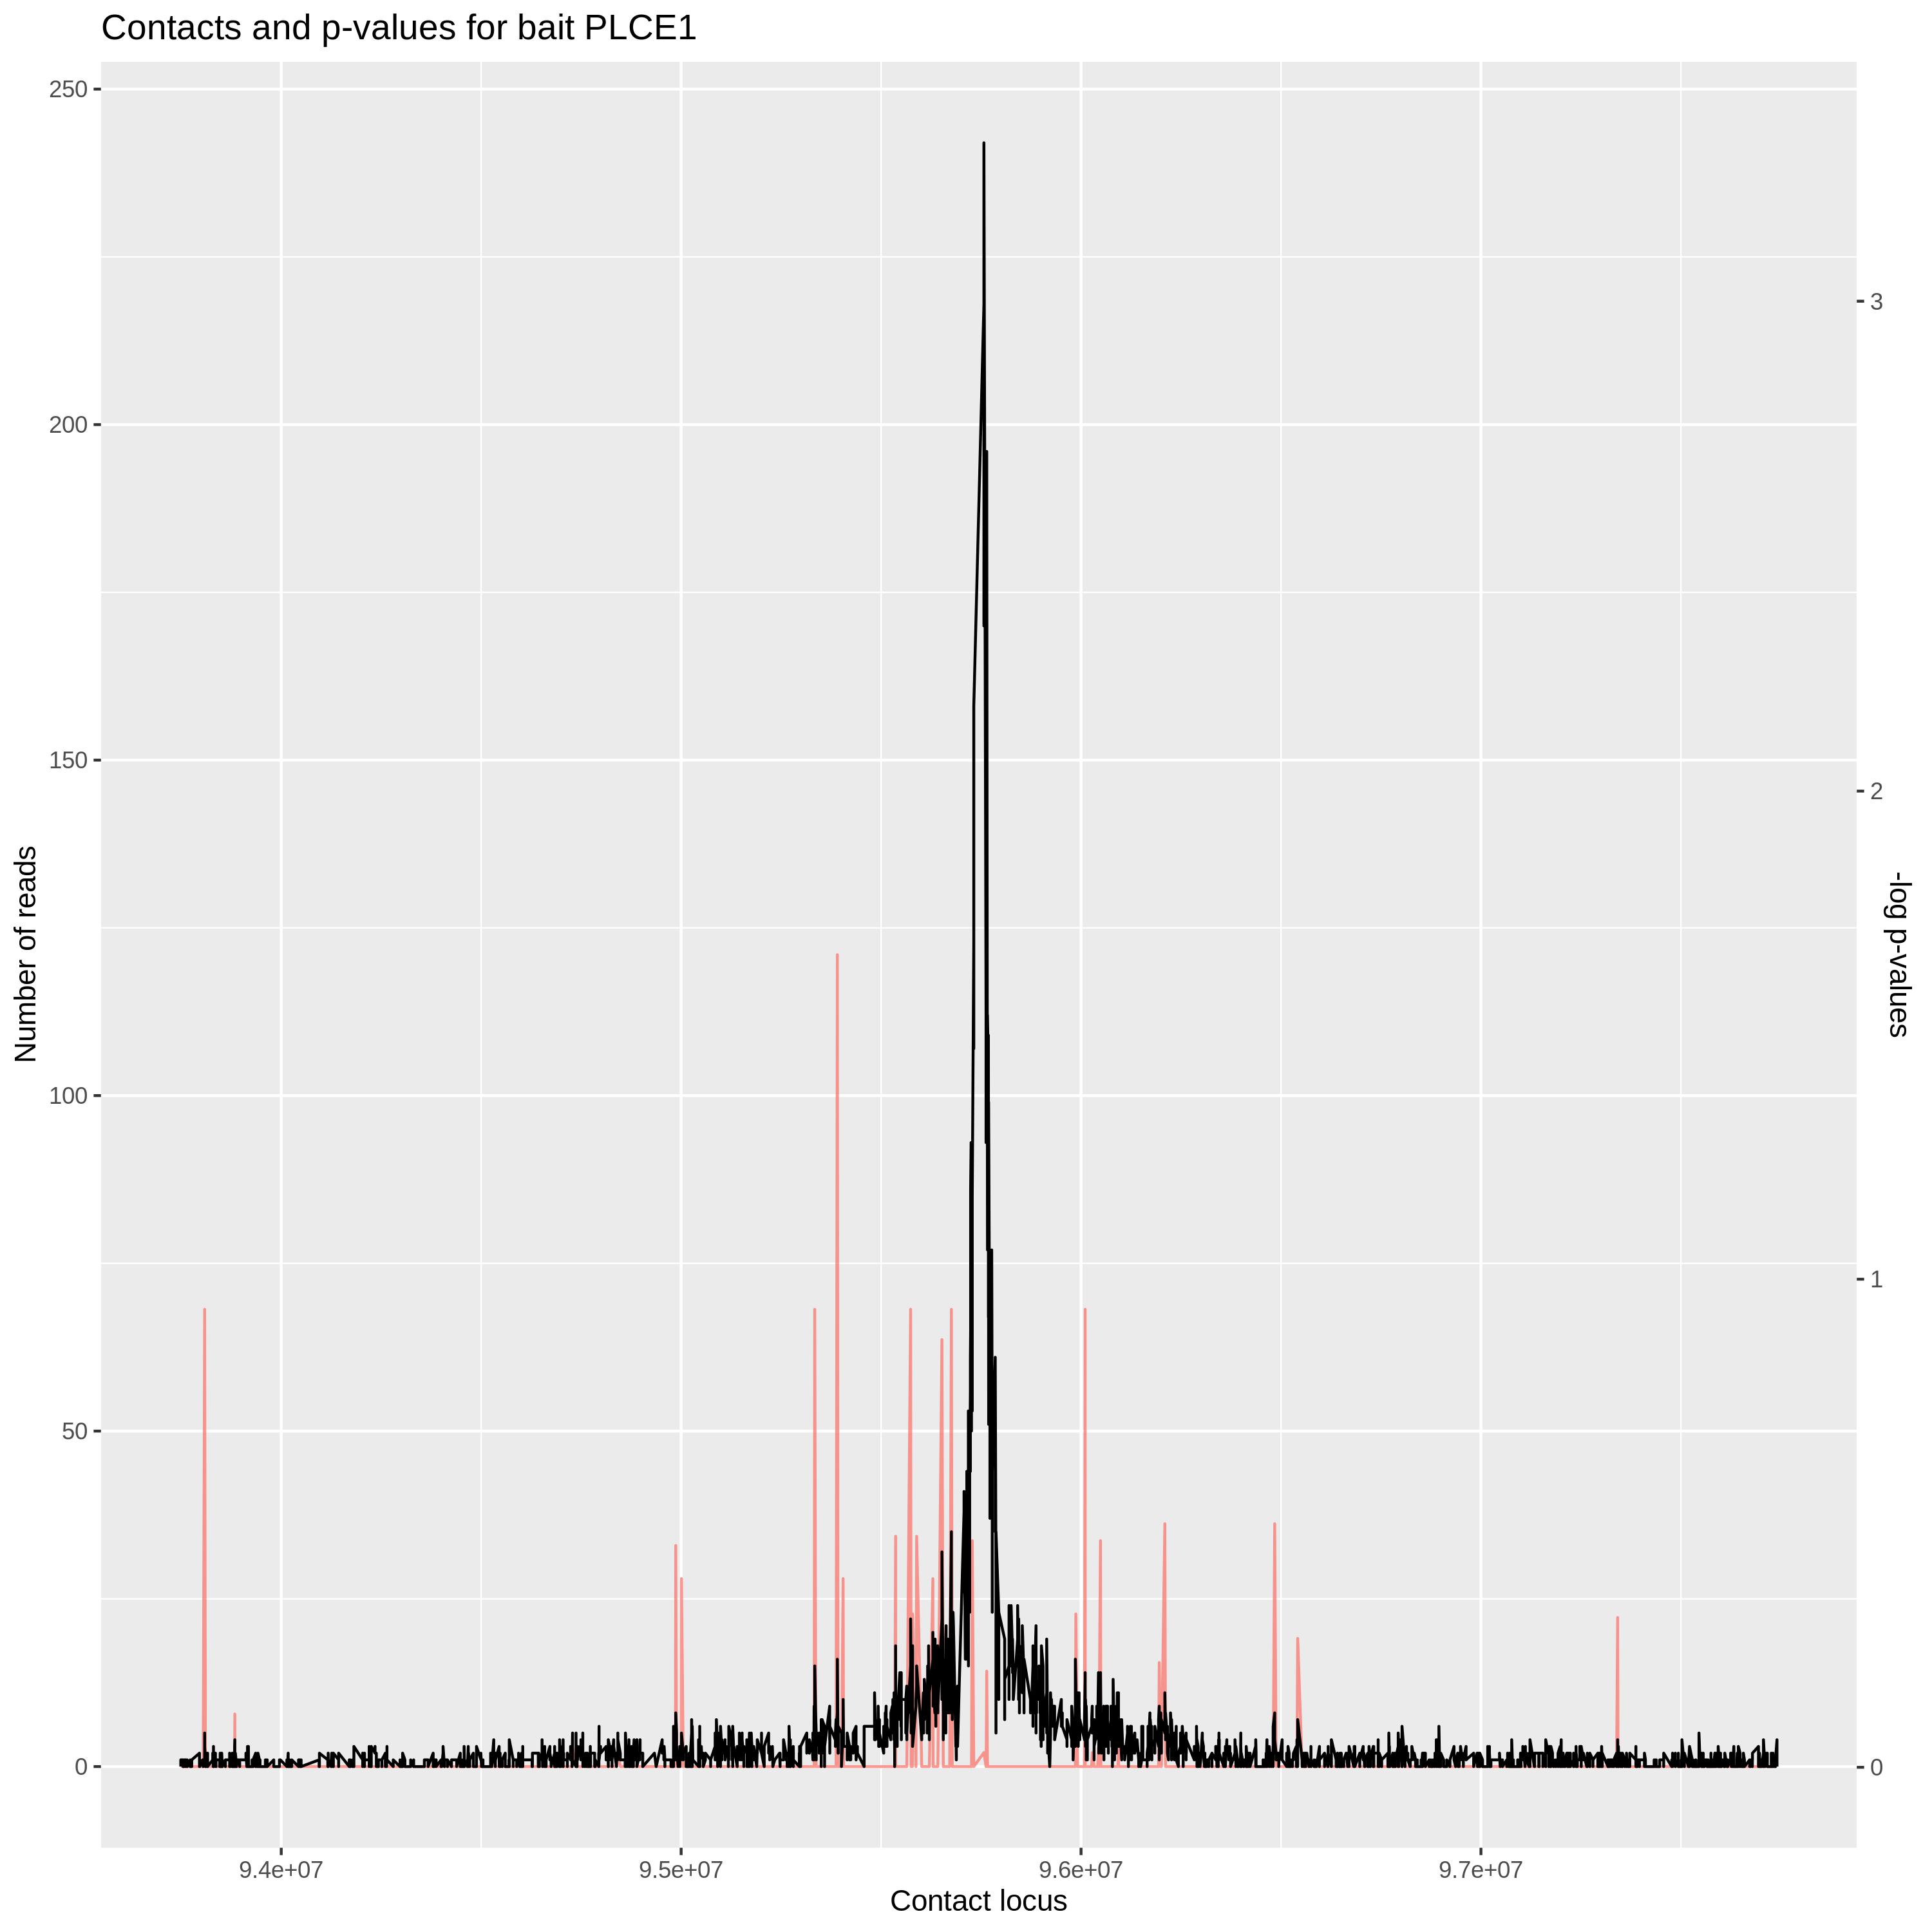 Contacts and p-values for bait PLCE1
250
200
150
100
50
0
Number of reads
3
2
1
0
-log p-values
9.4e+07
9.5e+07
9.6e+07
9.7e+07
Contact locus